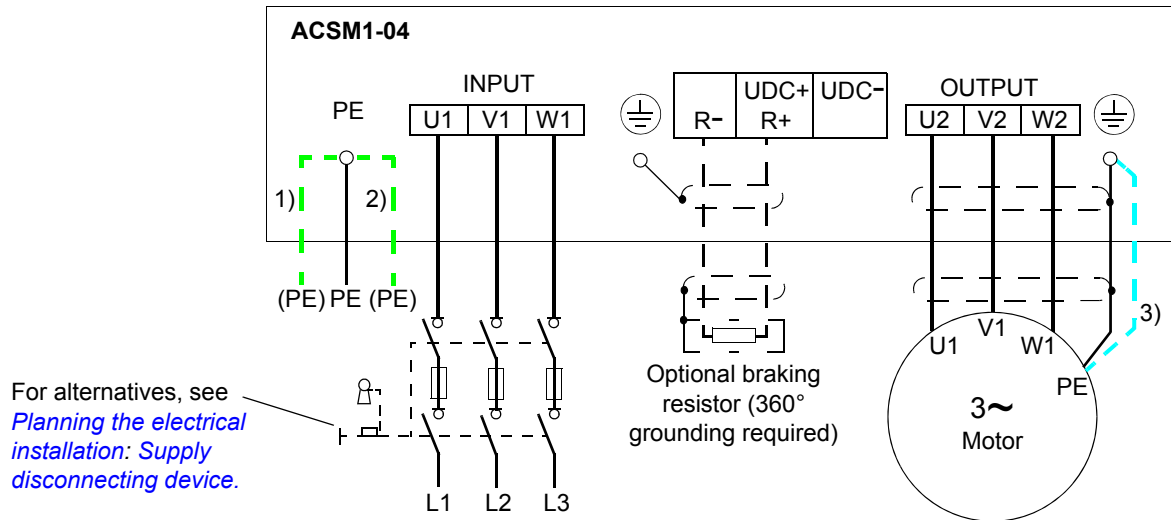 ACSM1-04
PE
INPUT
U1 V1 W1
UDC+ UDC-
R- R+
OUTPUT
U2 V2 W2
1)
2)
(PE) PE (PE)
3)
U1
V1
W1
PE
3~
Motor
Optional braking
resistor (360°
grounding required)
For alternatives, see
Planning the electrical
installation: Supply
disconnecting device.
L1 L2 L3